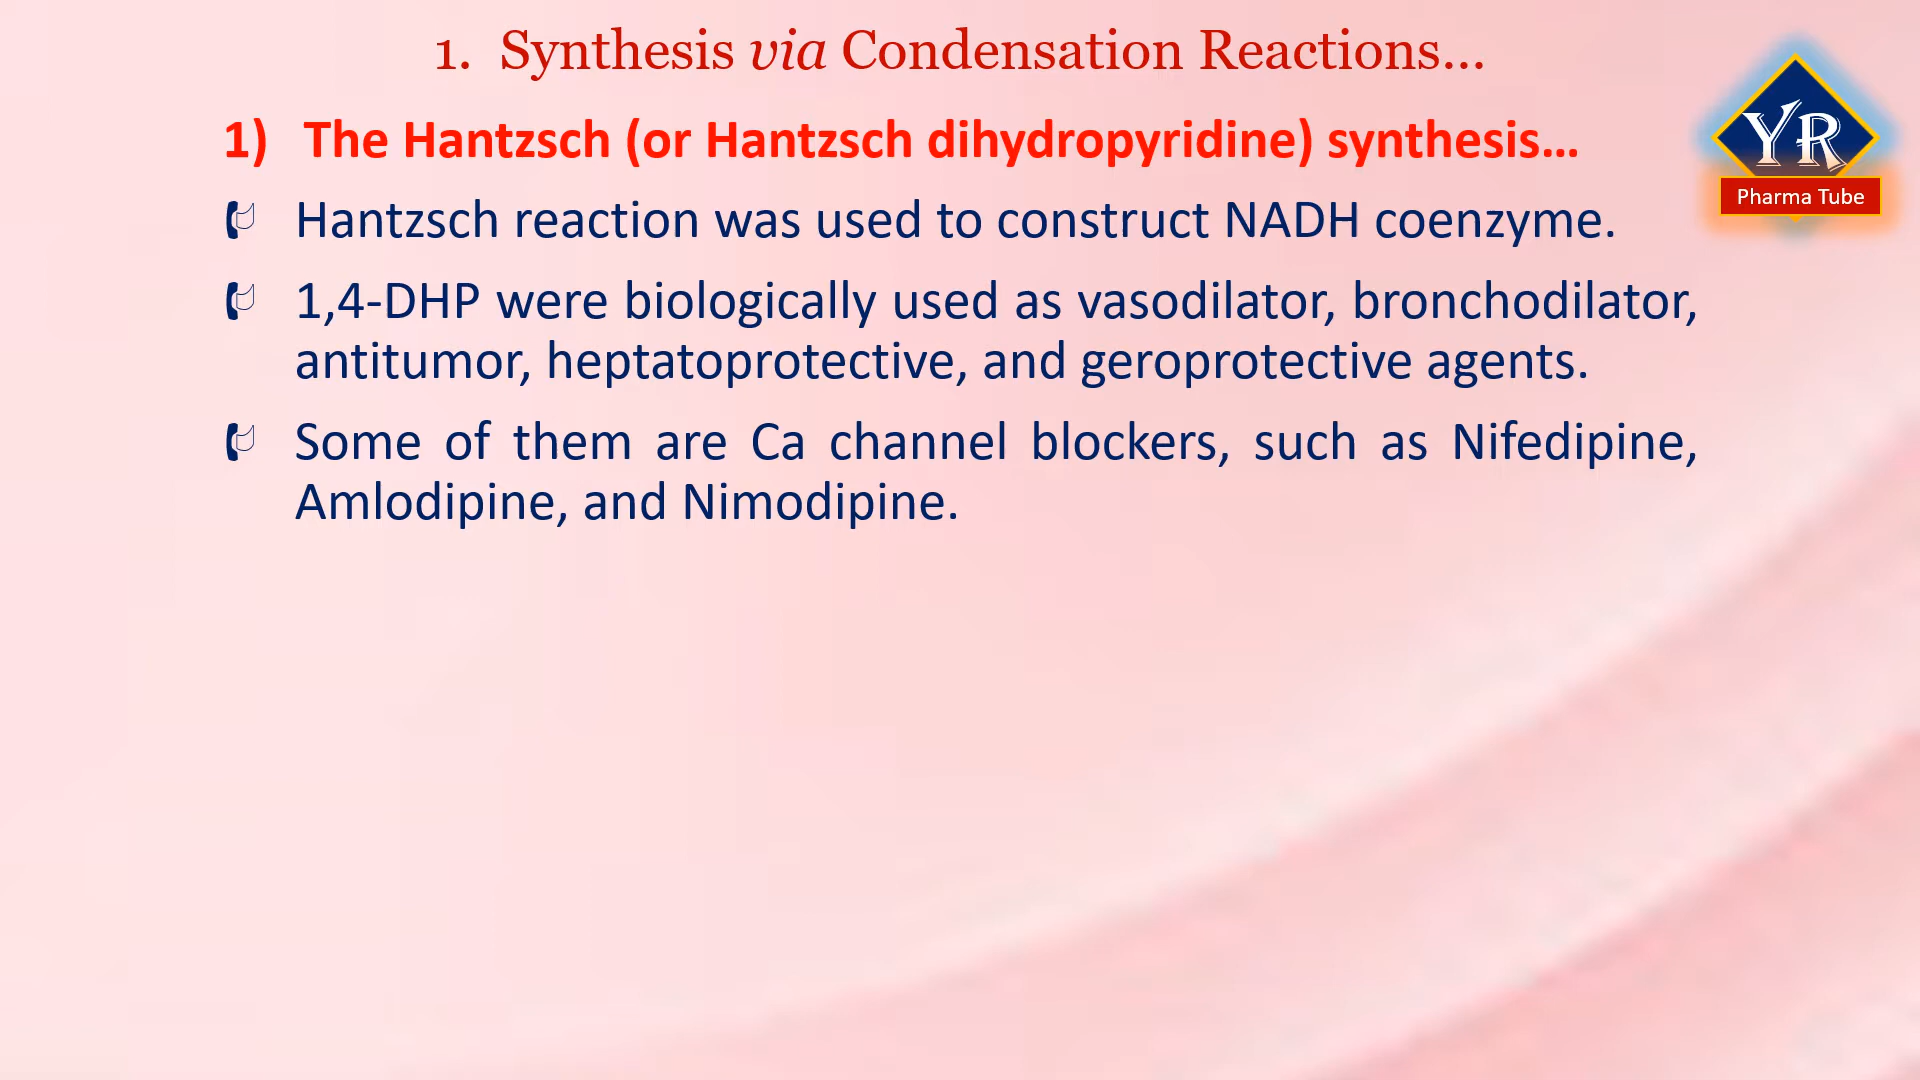 1. Synthesis via Condensation Reactions...
YR
Pharma Tube
1) The Hantzsch (or Hantzsch dihydropyridine) synthesis...
Hantzsch reaction was used to construct NADH coenzyme.
1,4-DHP were biologically used as vasodilator, bronchodilator,
antitumor, heptatoprotective, and geroprotective agents.
Some of them are Ca channel blockers, such as Nifedipine,
Amlodipine, and Nimodipine.